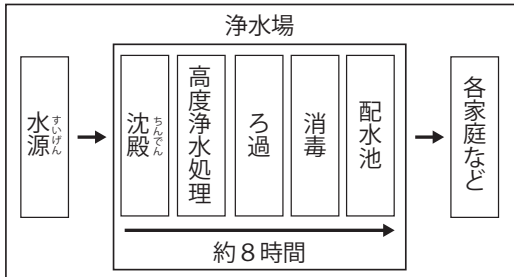 浄水場
水源
すいげん
沈殿
ちんでん
高度浄水処理
ろ過
消毒
配水池
各家庭など
約8時間